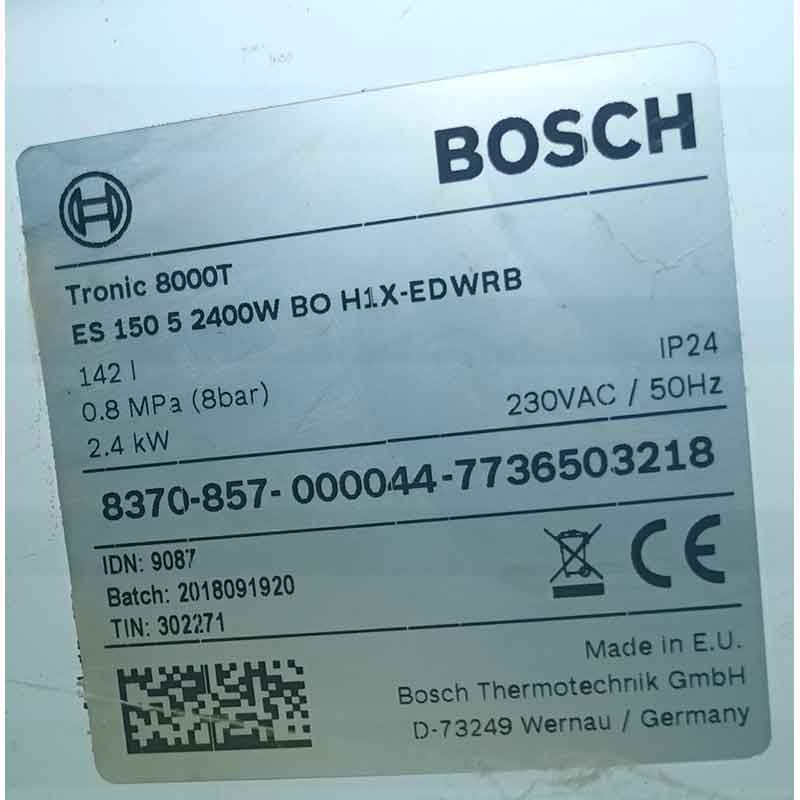 BOSCH
Tronic 8000T
ES 150 5 2400W BO H1X-EDWRB
142 l
IP24
0.8 MPa (8bar)
230VAC / 50Hz
2.4 kW
8370-857- 000044-7736503218
IDN: 9087
Batch: 2018091920
TIN: 302271
CE
Made in E.U.
Bosch Thermotechnik GmbH
D-73249 Wernau / Germany